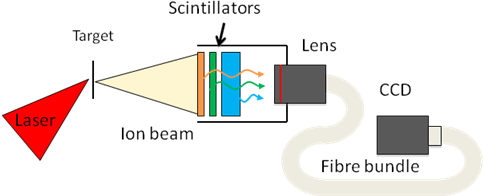 Scintillators
Target
Lens
CCD
Laser
Ion beam
Fibre bundle